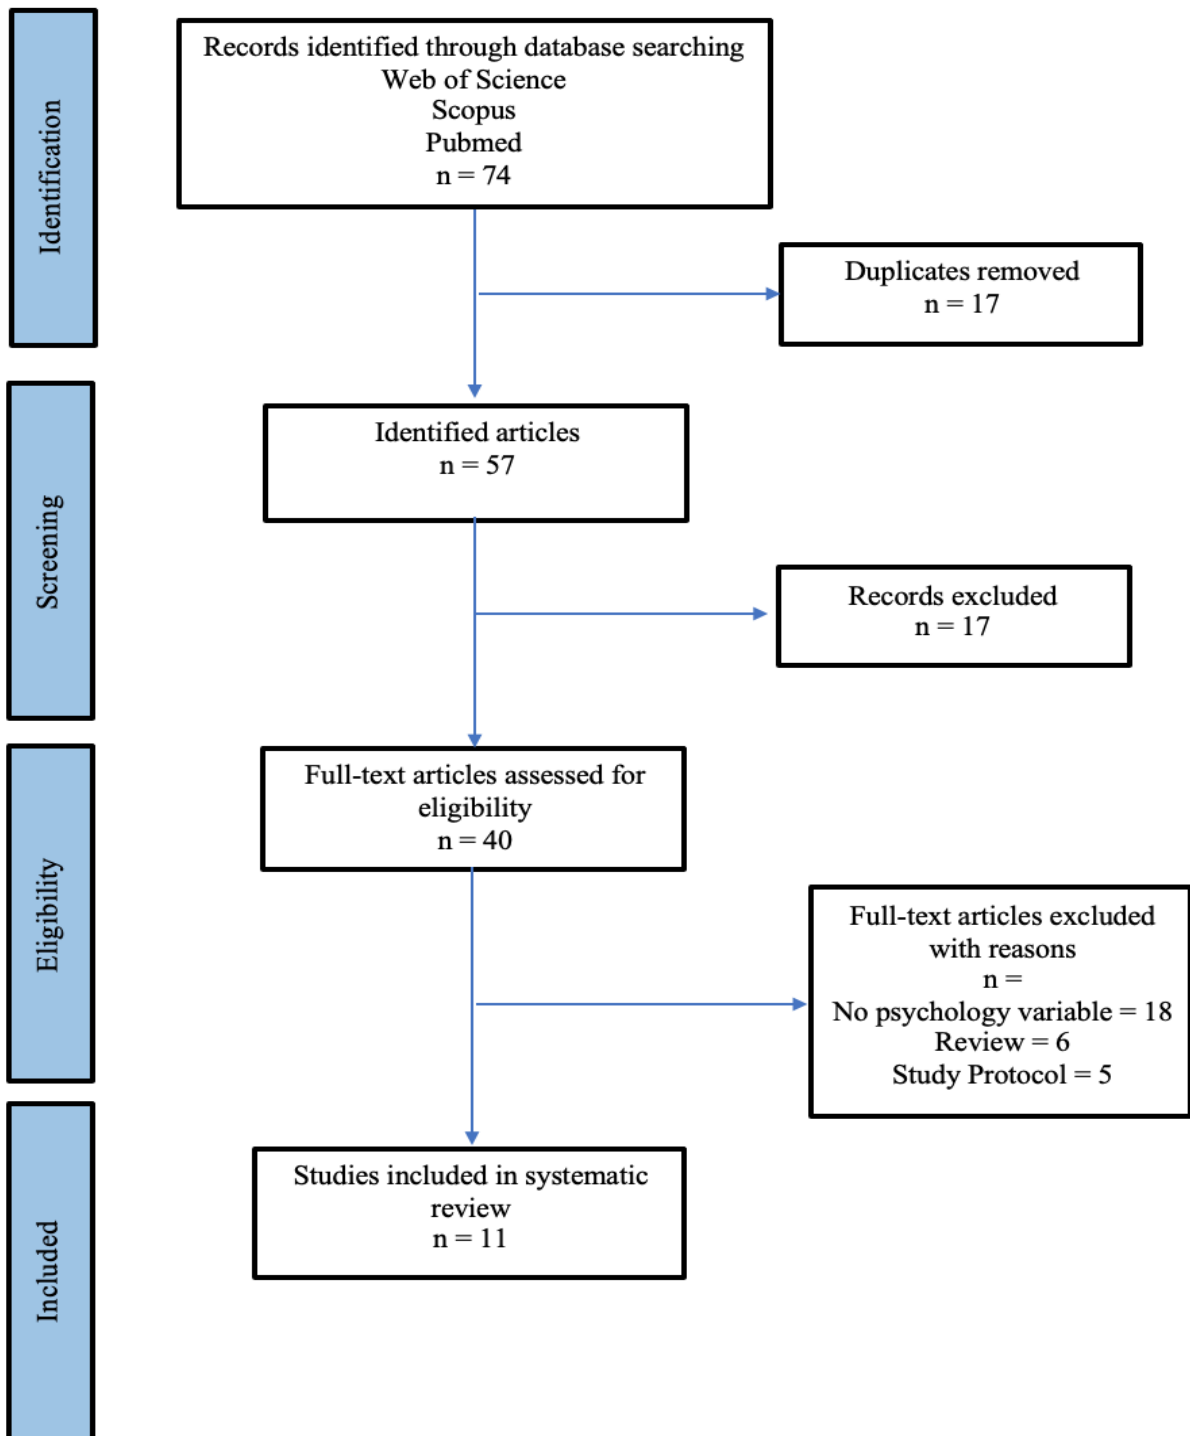 Identification
Records identified through database searching
Web of Science
Scopus
Pubmed
n = 74
Duplicates removed
n = 17
Screening
Identified articles
n = 57
Records excluded
n = 17
Eligibility
Full-text articles assessed for
eligibility
n = 40
Full-text articles excluded
with reasons
n =
No psychology variable = 18
Review = 6
Study Protocol = 5
Included
Studies included in systematic
review
n = 11